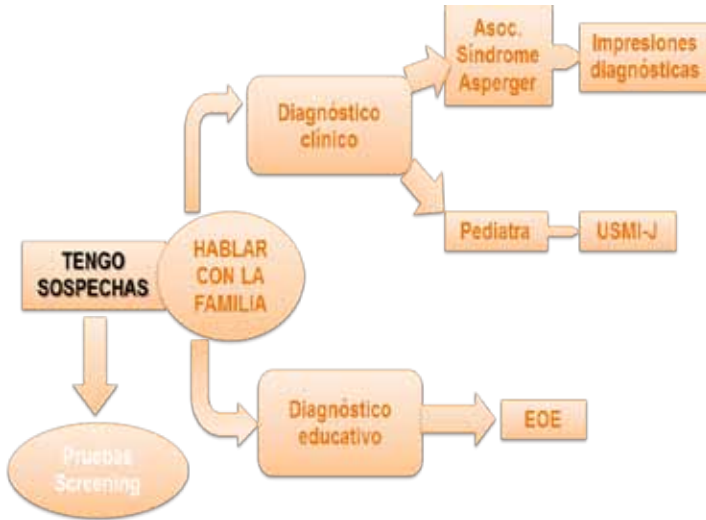 Asoc.
Síndrome
Asperger
Impresiones
diagnósticas
Diagnóstico
clínico
Pediatra
USMI-J
TENGO
SOSPECHAS
HABLAR
CON LA
FAMILIA
Diagnóstico
educativo
EOE
Pruebas
Screening